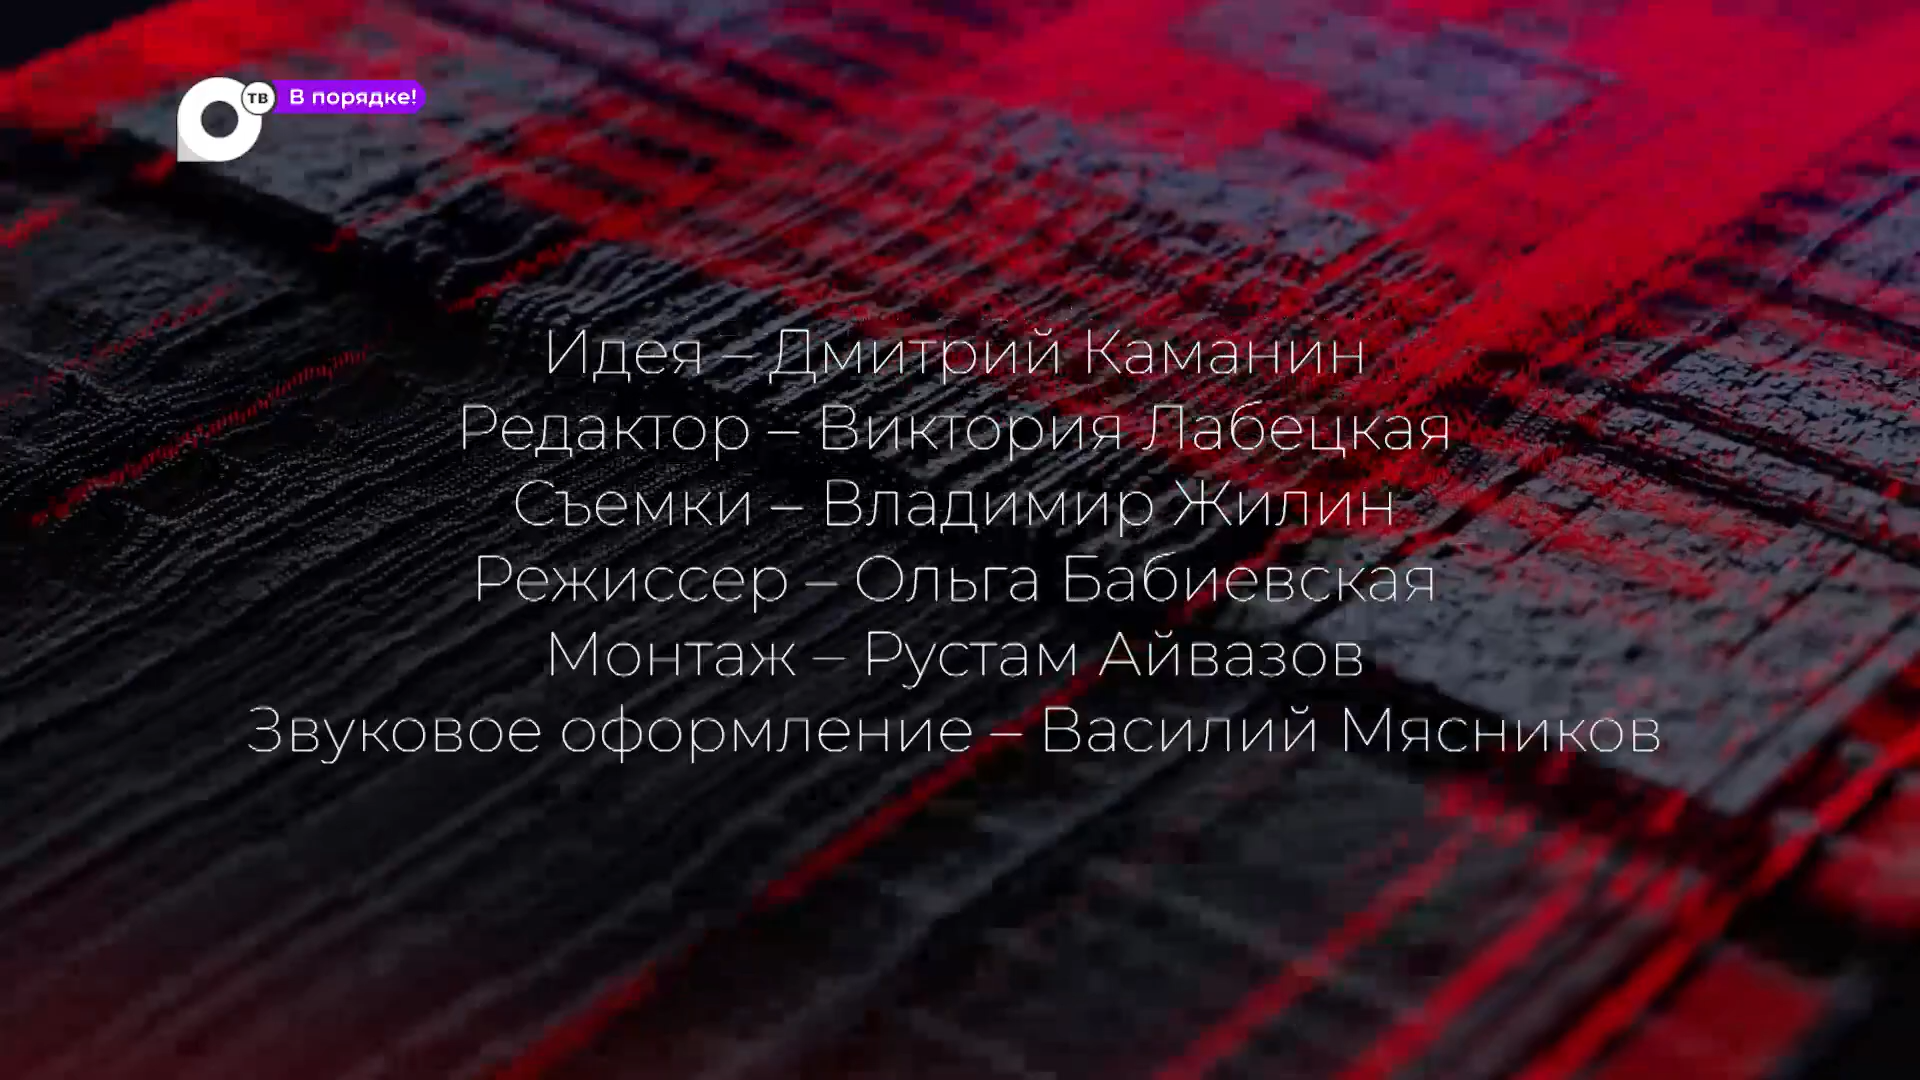 ТВ В порядке!
Идея – Дмитрий Каманин
Редактор – Виктория Лабецкая
Съемки – Владимир Жилин
Режиссер – Ольга Бабиевская
Монтаж – Рустам Айвазов
Звуковое оформление – Василий Мясников